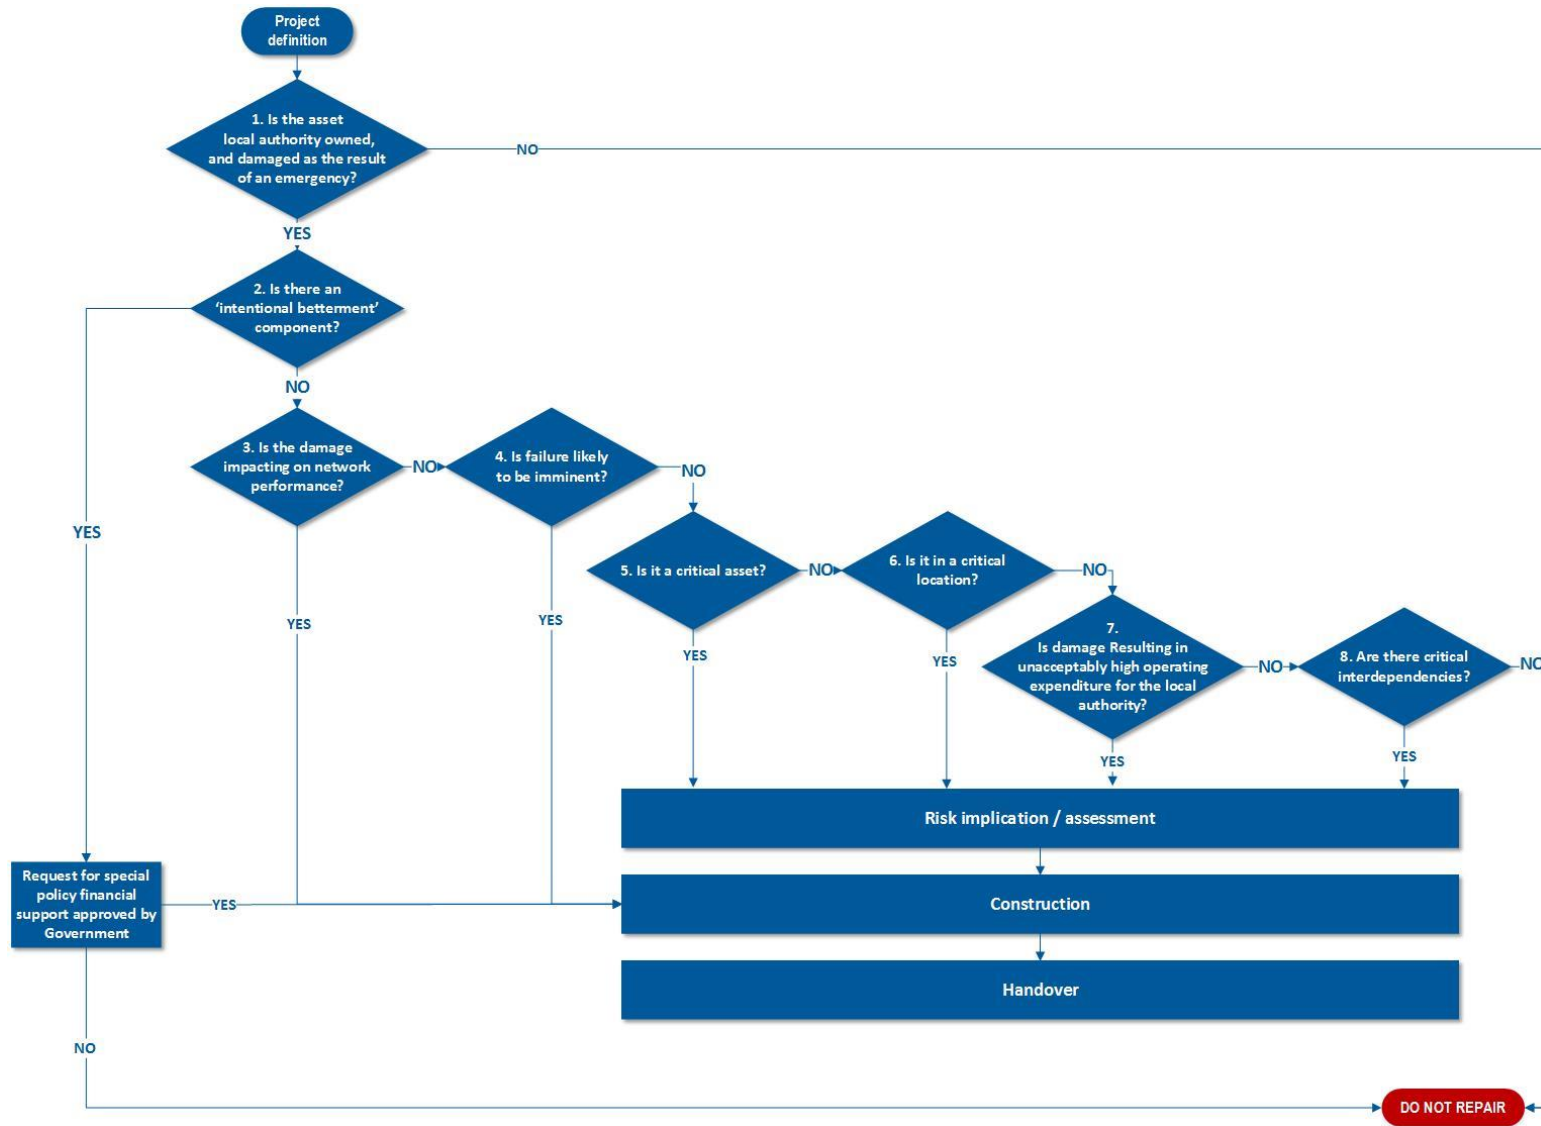 Project
definition
1. Is the asset
local authority owned,
and damaged as the result
of an emergency?
NO
YES
2. Is there an
‘intentional betterment’
component?
NO
3. Is the damage
impacting on network
performance?
NO
4. Is failure likely
to be imminent?
NO
YES
5. Is it a critical asset?
NO
6. Is it in a critical
location?
NO
YES
YES
YES
YES
7.
Is damage Resulting in
unacceptably high operating
expenditure for the local
authority?
NO
8. Are there critical
interdependencies?
NO
YES
YES
Risk implication / assessment
Request for special
policy financial
support approved by
Government
YES
Construction
Handover
NO
DO NOT REPAIR